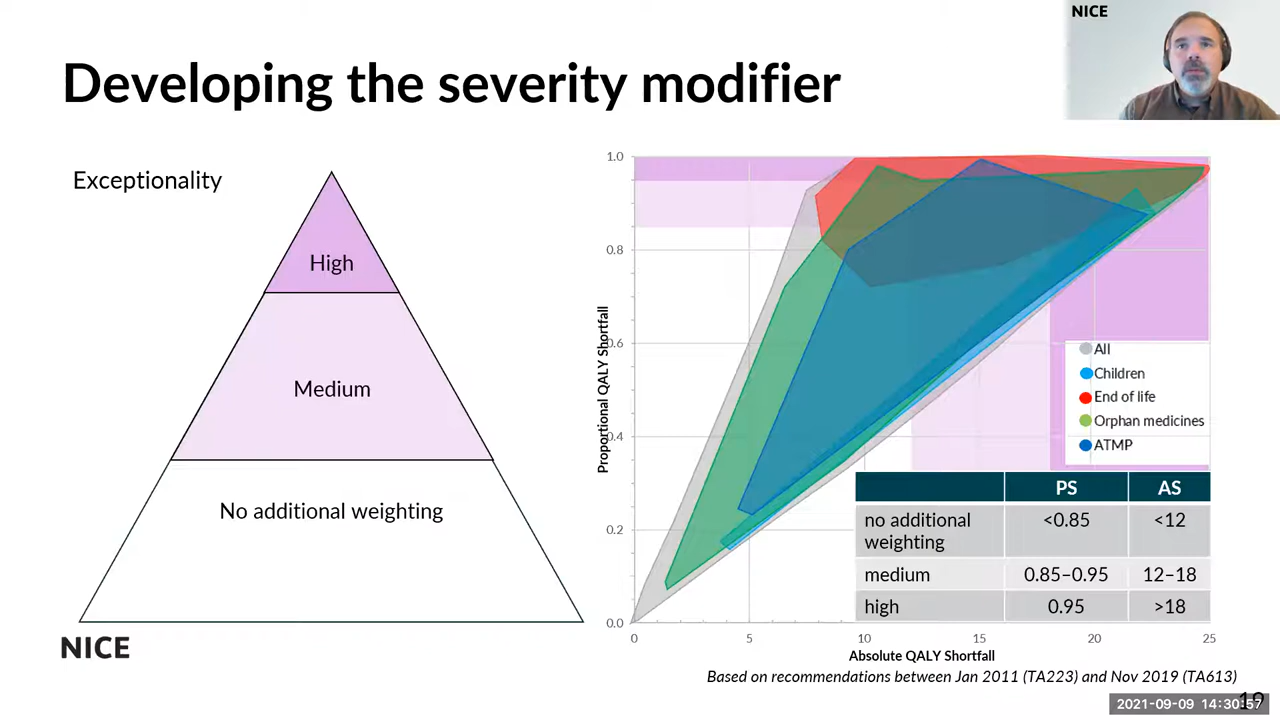 NICE
Developing the severity modifier
Exceptionality
High
Medium
No additional weighting
NICE
1.0
0.8
0.6
0.4
0.2
0.0
Proportional QALY Shortfall
0
5
10
15
20
25
Absolute QALY Shortfall
All
Children
End of life
Orphan medicines
ATMP
PS AS
no additional weighting <0.85 <12
medium 0.85–0.95 12–18
high 0.95 >18
Based on recommendations between Jan 2011 (TA223) and Nov 2019 (TA613)
19
2021-09-09 14:30:57